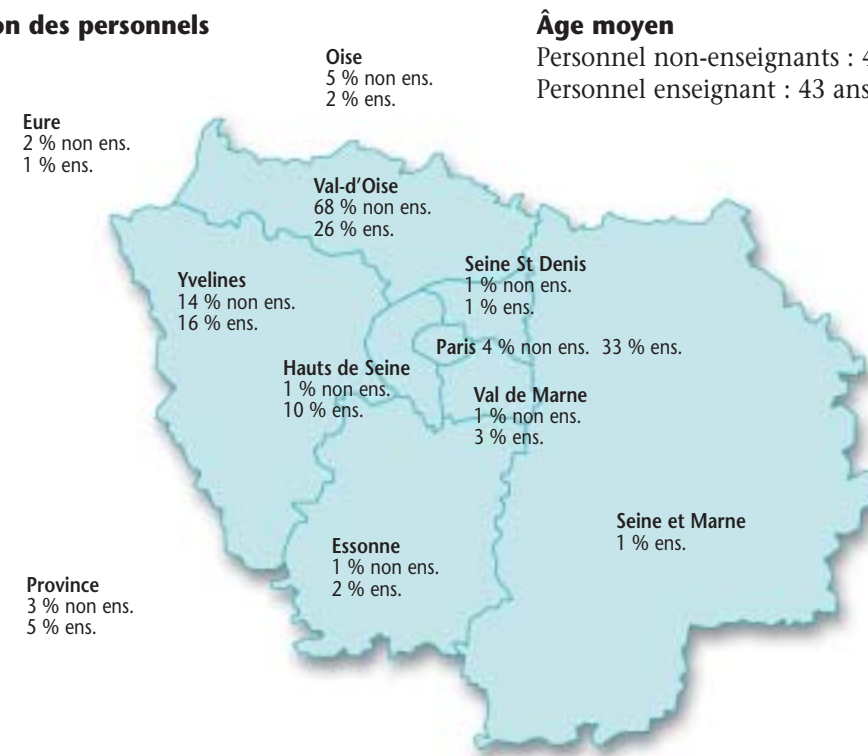 des personnels
Âge moyen
Personnel non-enseignants :
Personnel enseignant : 43 ans
Oise
5 % non ens.
2 % ens.
Eure
2 % non ens.
1 % ens.
Val-d'Oise
68 % non ens.
26 % ens.
Seine St Denis
1 % non ens.
1 % ens.
Yvelines
14 % non ens.
16 % ens.
Paris 4 % non ens. 33 % ens.
Hauts de Seine
1 % non ens.
10 % ens.
Val de Marne
1 % non ens.
3 % ens.
Seine et Marne
1 % ens.
Essonne
1 % non ens.
2 % ens.
Province
3 % non ens.
5 % ens.